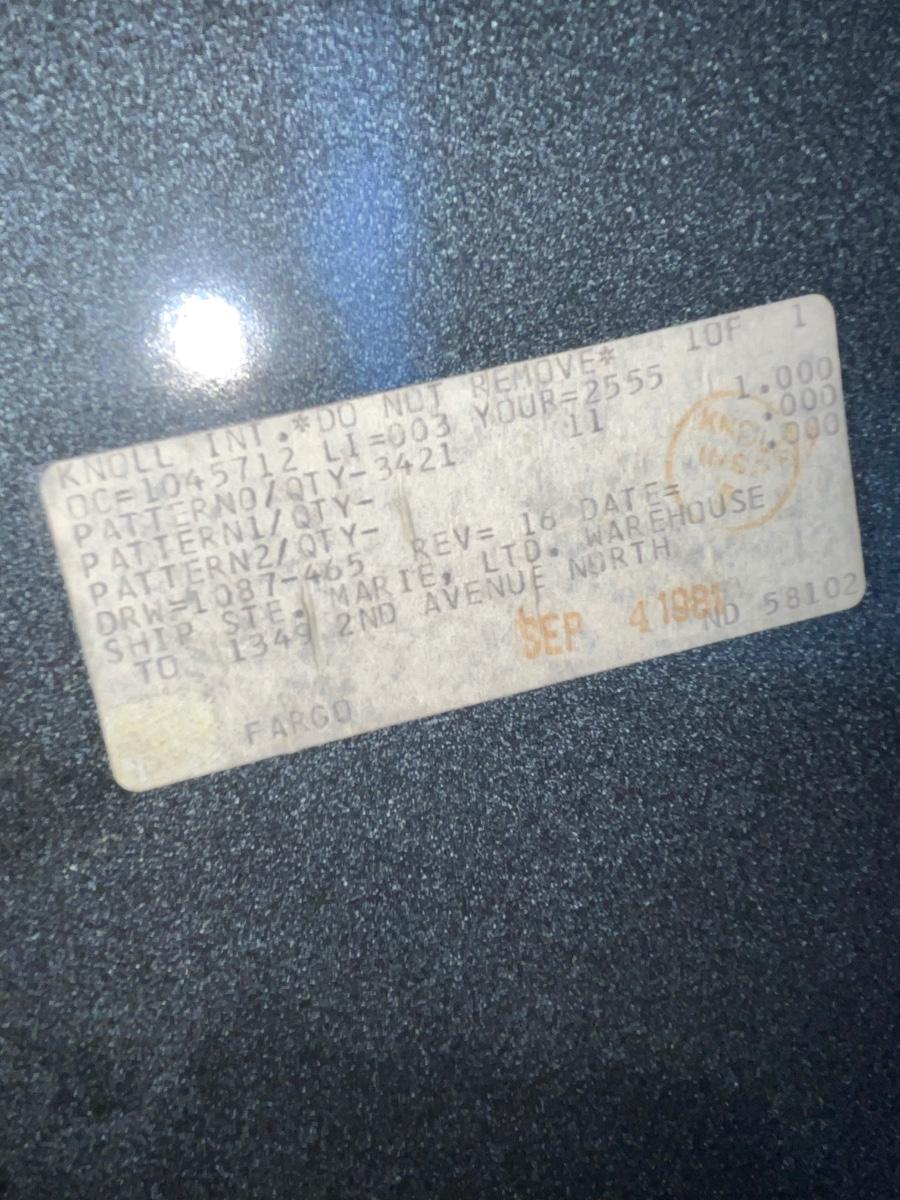 KNOLL INT.*DO NOT REMOVE* 1OF 1
OC=1045712 LI=003 YOUR=2555
PATTERN0/QTY-3421 11 1.000
PATTERN1/QTY- .000
PATTERN2/QTY- .000
DRW=1087-465 REV= 16 DATE=
SHIP STE. MARIE, LTD. WAREHOUSE
TO 1349 2ND AVENUE NORTH
FARGO ND 58102
KNOLL
SEP 4 1981